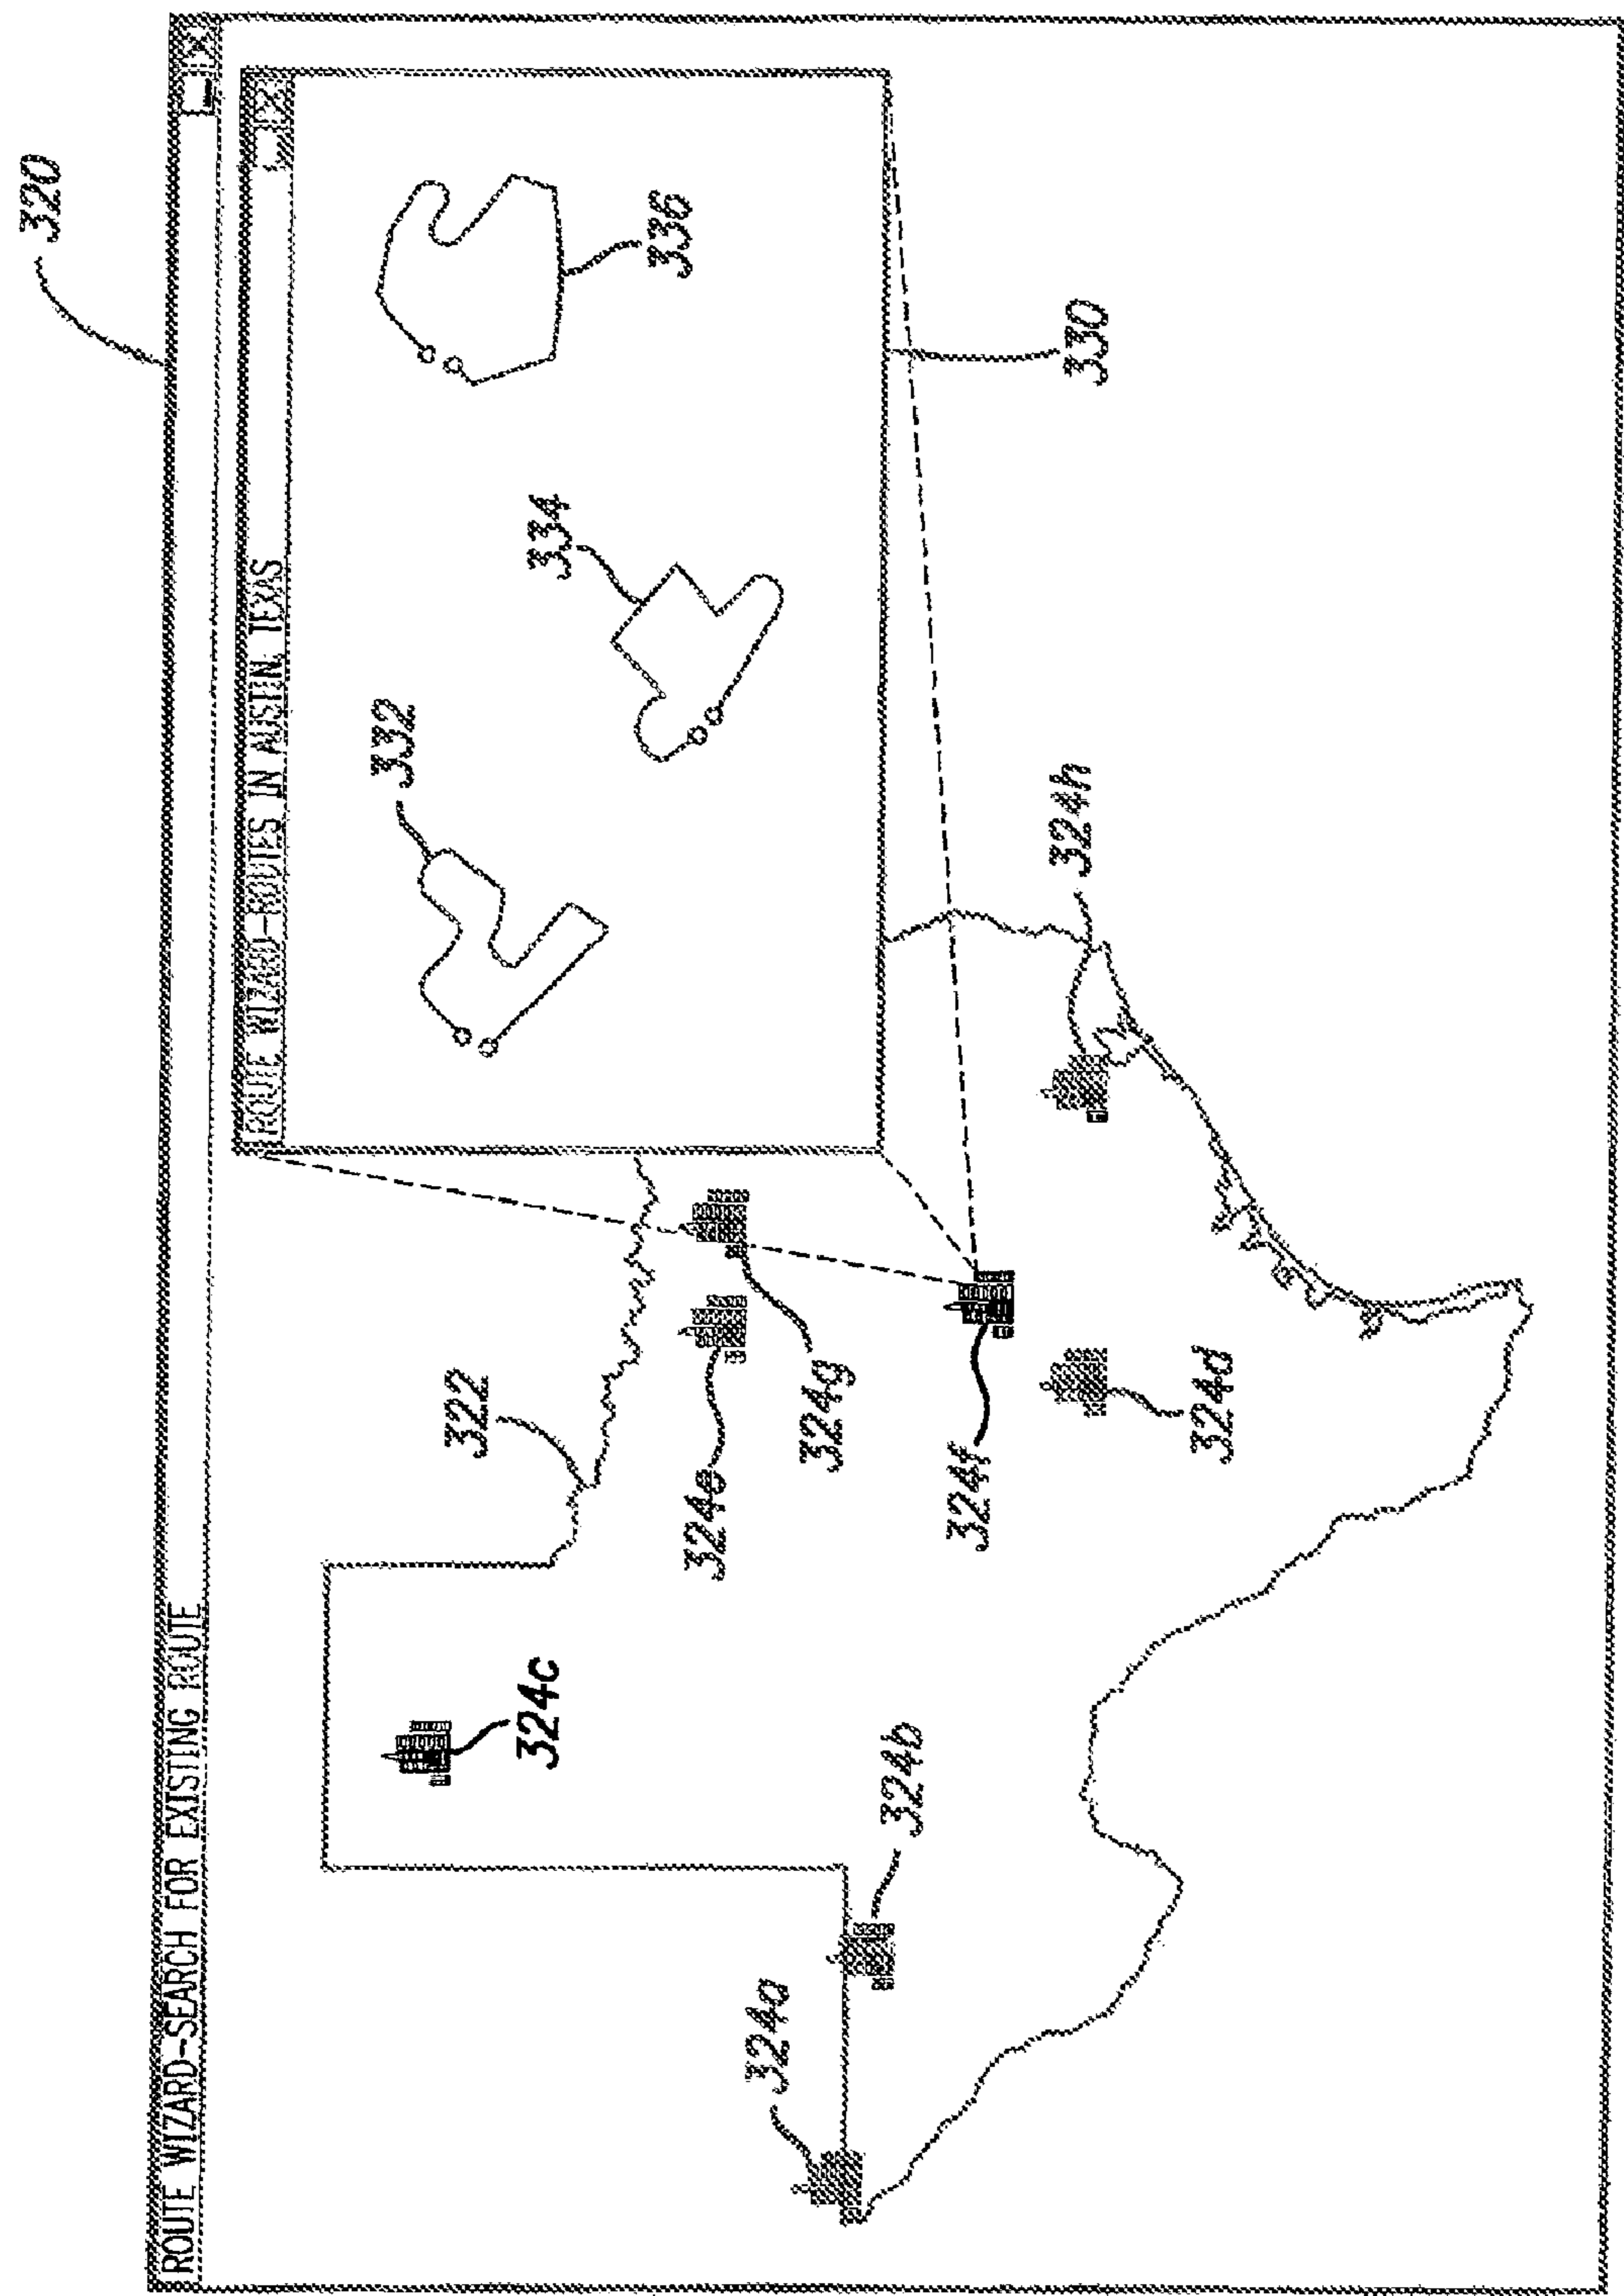 320
ROUTE WIZARD-SEARCH FOR EXISTING ROUTE
ROUTE WIZARD-ROUTES IN AUSTIN, TEXAS
332
334
336
322
324c
324e
324g
330
324a
324b
324f
324h
324d